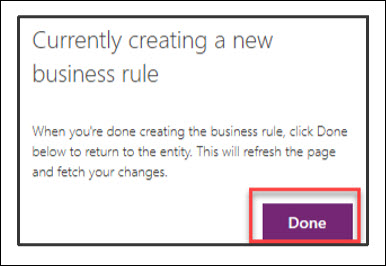 Currently creating a new
business rule
When you're done creating the business rule, click Done
below to return to the entity. This will refresh the page
and fetch your changes.
Done